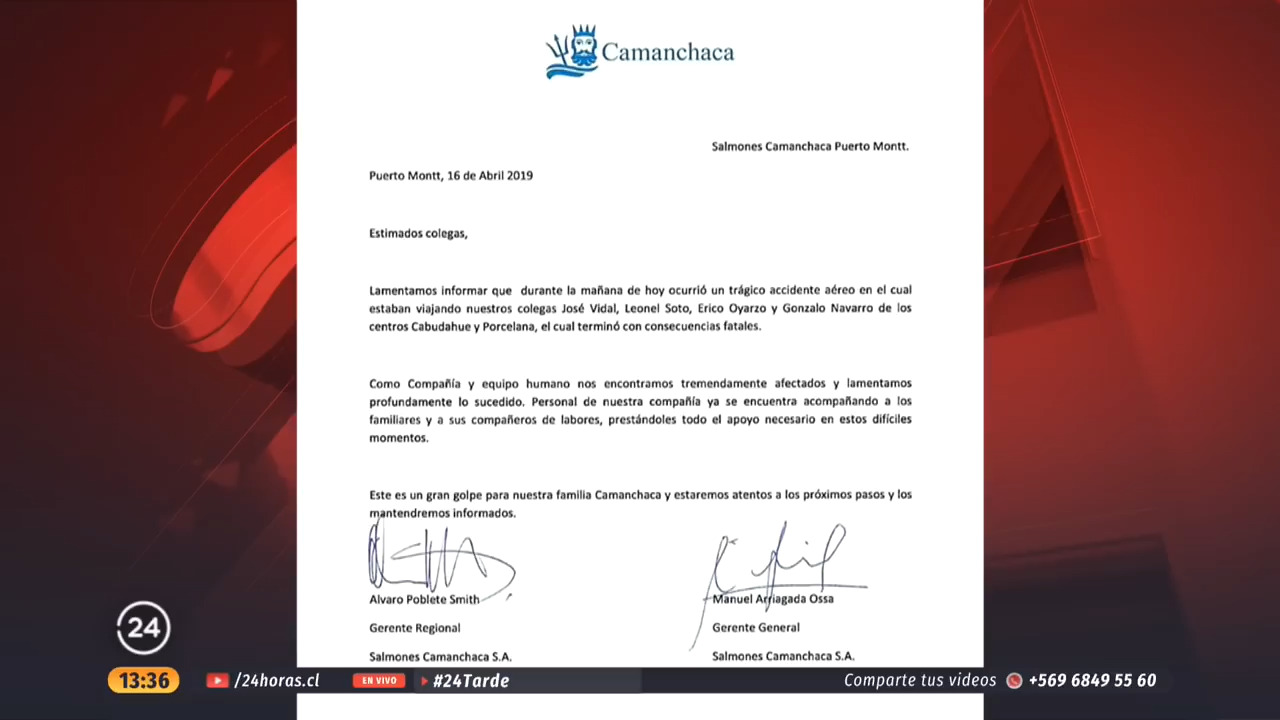 Camanchaca
Salmones Camanchaca Puerto Montt.
Puerto Montt, 16 de Abril 2019
Estimados colegas,
Lamentamos informar que durante la mañana de hoy ocurrió un trágico accidente aéreo en el cual
estaban viajando nuestros colegas José Vidal, Leonel Soto, Erico Oyarzo y Gonzalo Navarro de los
centros Cabudahue y Porcelana, el cual terminó con consecuencias fatales.
Como Compañía y equipo humano nos encontramos tremendamente afectados y lamentamos
profundamente lo sucedido. Personal de nuestra compañía ya se encuentra acompañando a los
familiares y a sus compañeros de labores, prestándoles todo el apoyo necesario en estos difíciles
momentos.
Este es un gran golpe para nuestra familia Camanchaca y estaremos atentos a los próximos pasos y los
mantendremos informados.
Alvaro Poblete Smith
Gerente Regional
Salmones Camanchaca S.A.
Manuel Arriagada Ossa
Gerente General
Salmones Camanchaca S.A.
24
13:36 /24horas.cl EN VIVO #24Tarde Comparte tus videos +569 6849 55 60